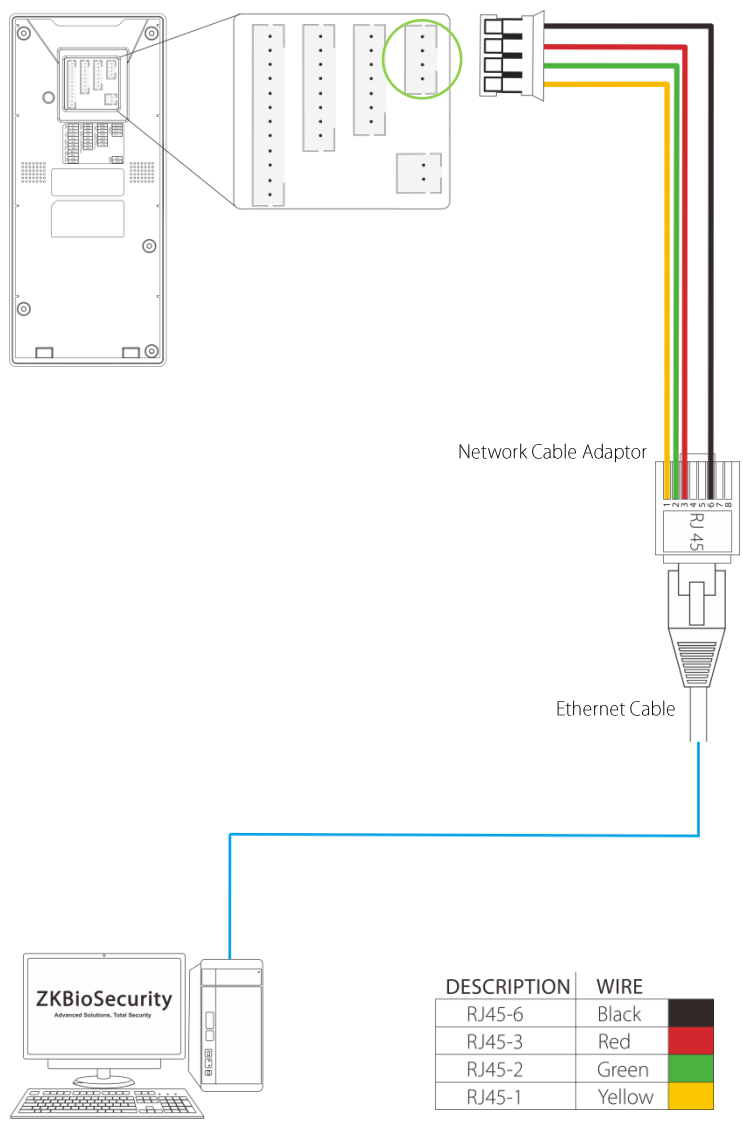 Network Cable Adaptor
1 2 3 4 5 6 7 8
RJ 45
Ethernet Cable
ZKBioSecurity
Advanced Solutions, Total Security
DESCRIPTION WIRE
RJ45-6 Black
RJ45-3 Red
RJ45-2 Green
RJ45-1 Yellow